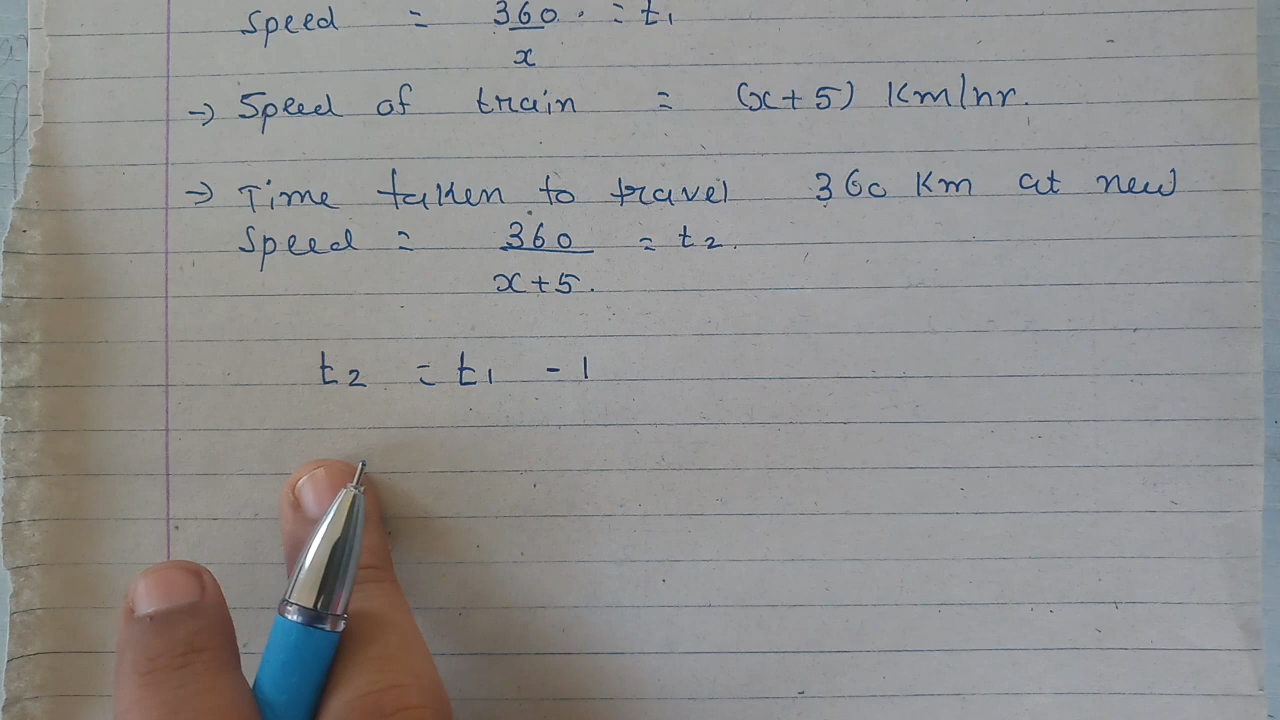 Speed = 360 = t1
x
→ Speed of train = (x+5) Km/hr.
→ Time taken to travel 360 Km at new
Speed = 360 = t2.
x+5.
t2 = t1 - 1